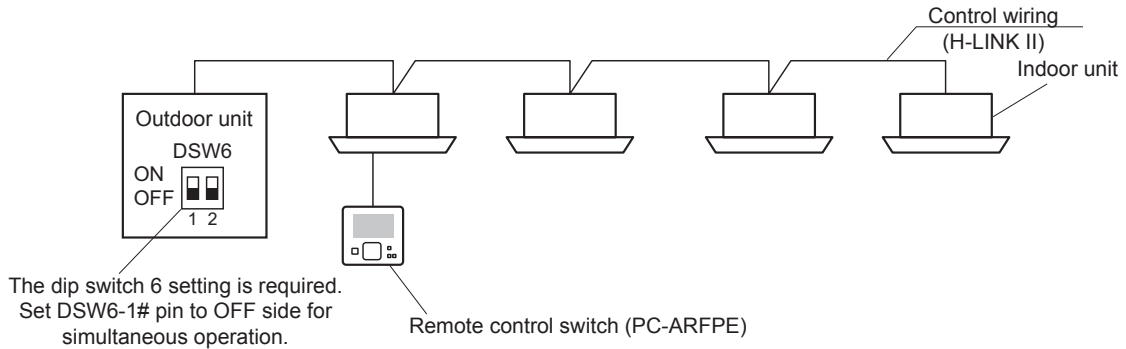 Control wiring
(H-LINK II)
Indoor unit
Outdoor unit
DSW6
ON
OFF
1 2
The dip switch 6 setting is required.
Set DSW6-1# pin to OFF side for
simultaneous operation.
Remote control switch (PC-ARFPE)